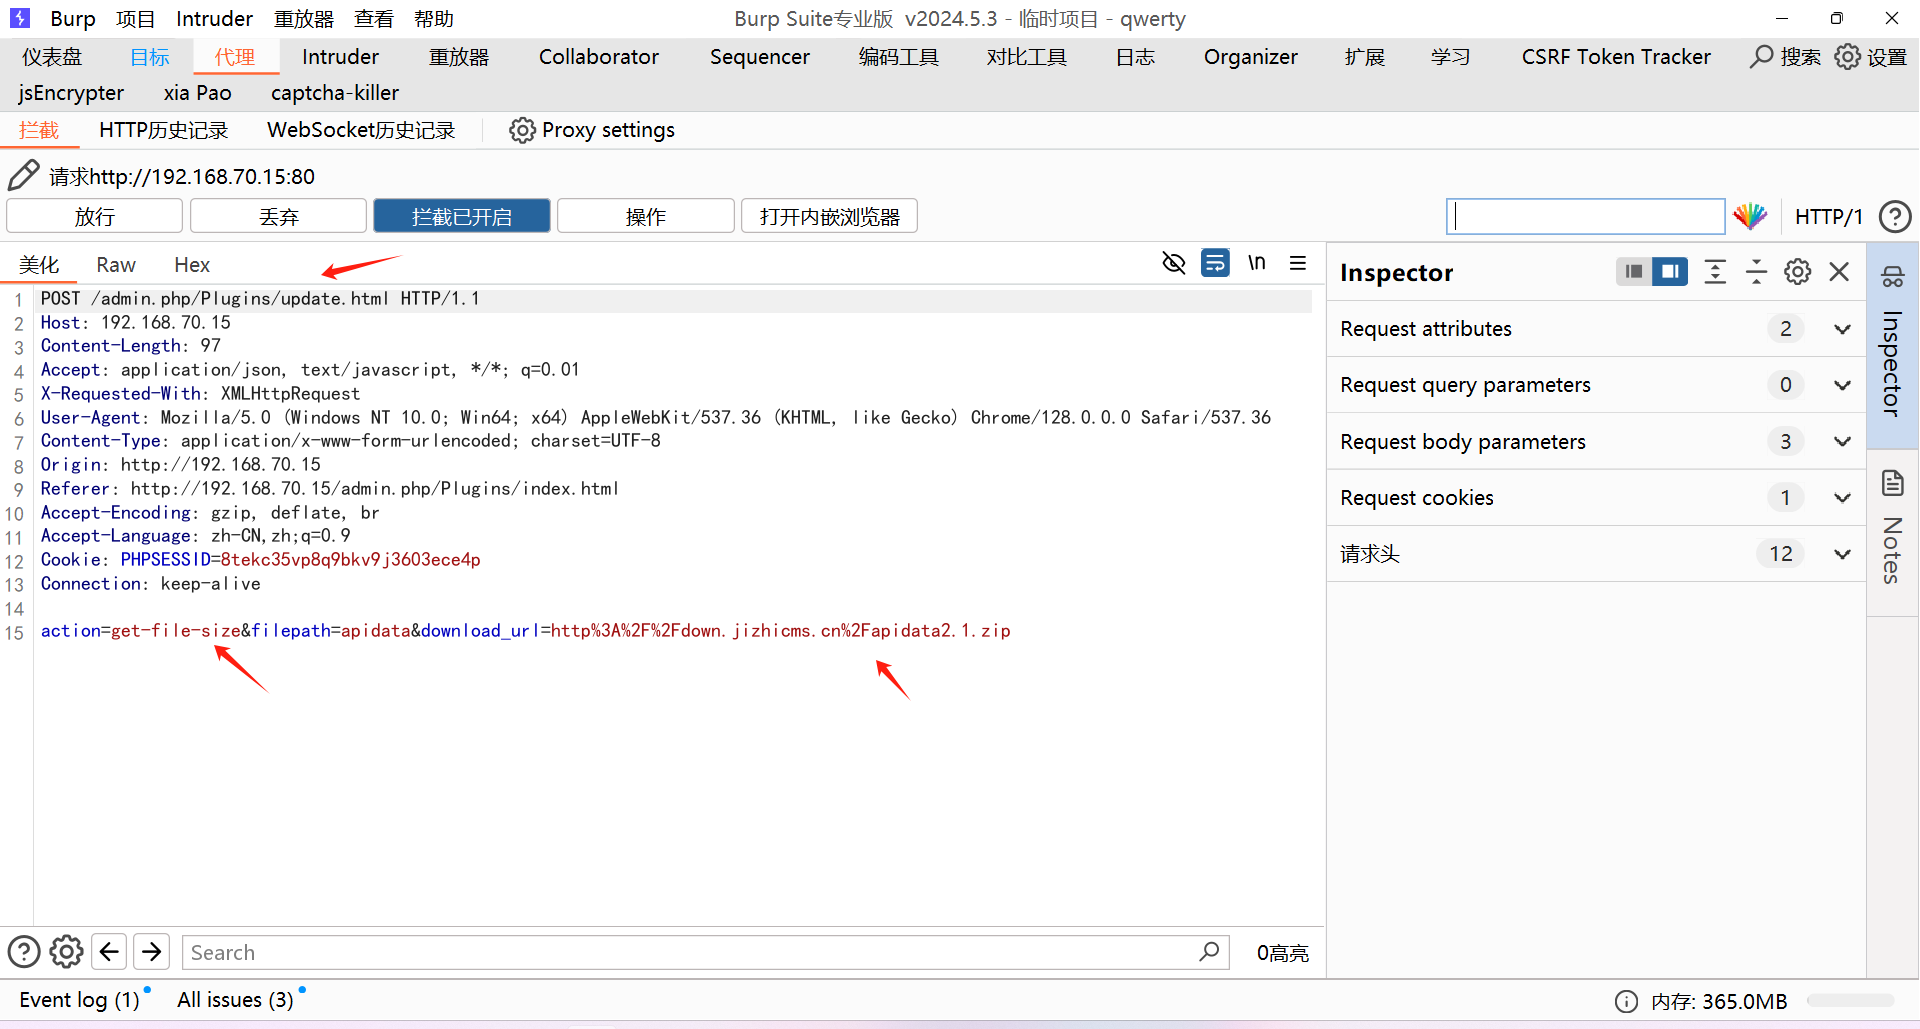 Burp 项目 Intruder 重放器 查看 帮助 Burp Suite专业版 v2024.5.3 - 临时项目 - qwerty
仪表盘 目标 代理 Intruder 重放器 Collaborator Sequencer 编码工具 对比工具 日志 Organizer 扩展 学习 CSRF Token Tracker 搜索 设置
jsEncrypter xia Pao captcha-killer
拦截 HTTP历史记录 WebSocket历史记录 Proxy settings
请求http://192.168.70.15:80
放行 丢弃 拦截已开启 操作 打开内嵌浏览器 HTTP/1
美化 Raw Hex \n
1 POST /admin.php/Plugins/update.html HTTP/1.1
2 Host: 192.168.70.15
3 Content-Length: 97
4 Accept: application/json, text/javascript, */*; q=0.01
5 X-Requested-With: XMLHttpRequest
6 User-Agent: Mozilla/5.0 (Windows NT 10.0; Win64; x64) AppleWebKit/537.36 (KHTML, like Gecko) Chrome/128.0.0.0 Safari/537.36
7 Content-Type: application/x-www-form-urlencoded; charset=UTF-8
8 Origin: http://192.168.70.15
9 Referer: http://192.168.70.15/admin.php/Plugins/index.html
10 Accept-Encoding: gzip, deflate, br
11 Accept-Language: zh-CN,zh;q=0.9
12 Cookie: PHPSESSID=8tekc35vp8q9bkv9j3603ece4p
13 Connection: keep-alive
14
15 action=get-file-size&filepath=apidata&download_url=http%3A%2F%2Fdown.jizhicms.cn%2Fapidata2.1.zip
Inspector
Request attributes 2
Request query parameters 0
Request body parameters 3
Request cookies 1
请求头 12
Inspector
Notes
Search 0高亮
Event log (1) All issues (3) 内存: 365.0MB